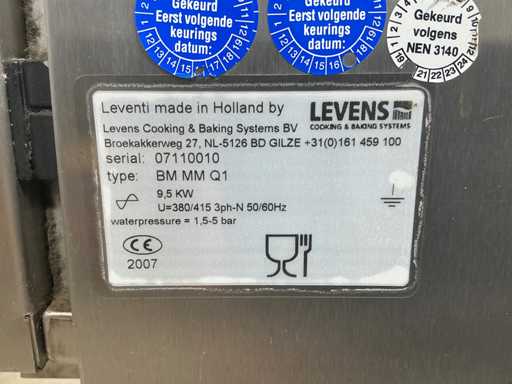 Gekeurd
Eerst volgende
keurings
datum:
Gekeurd
Eerst volgende
keurings
datum:
Gekeurd
volgens
NEN 3140
Leventi made in Holland by
LEVENS
COOKING & BAKING SYSTEMS
Levens Cooking & Baking Systems BV
Broekakkerweg 27, NL-5126 BD GILZE +31(0)161 459 100
serial: 07110010
type: BM MM Q1
9,5 KW
U=380/415 3ph-N 50/60Hz
waterpressure = 1,5-5 bar
CE
2007